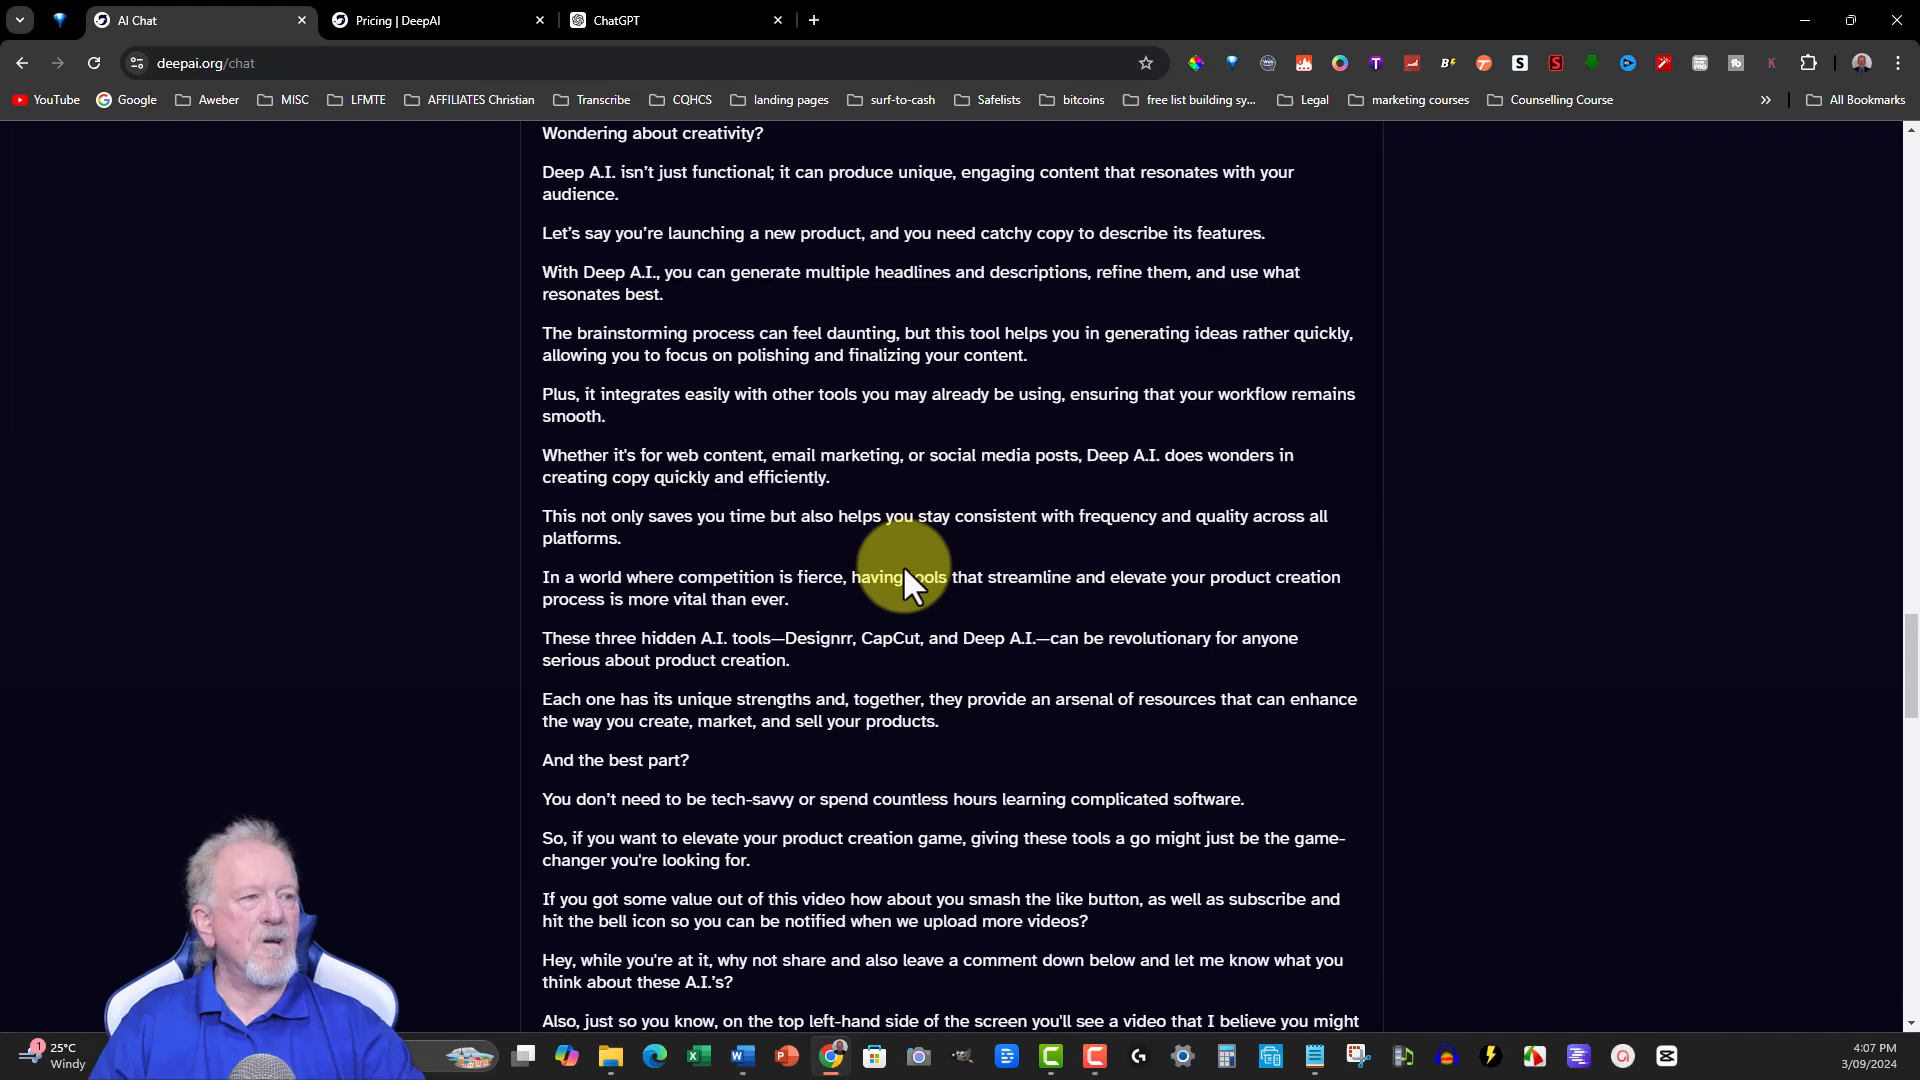 AI Chat
Pricing | DeepAI
ChatGPT
deepai.org/chat
YouTube
Google
Aweber
MISC
LFMTE
AFFILIATES Christian
Transcribe
CQHCS
landing pages
surf-to-cash
Safelists
bitcoins
free list building sy...
Legal
marketing courses
Counselling Course
All Bookmarks
Wondering about creativity?
Deep A.I. isn't just functional; it can produce unique, engaging content that resonates with your
audience.
Let's say you're launching a new product, and you need catchy copy to describe its features.
With Deep A.I., you can generate multiple headlines and descriptions, refine them, and use what
resonates best.
The brainstorming process can feel daunting, but this tool helps you in generating ideas rather quickly,
allowing you to focus on polishing and finalizing your content.
Plus, it integrates easily with other tools you may already be using, ensuring that your workflow remains
smooth.
Whether it's for web content, email marketing, or social media posts, Deep A.I. does wonders in
creating copy quickly and efficiently.
This not only saves you time but also helps you stay consistent with frequency and quality across all
platforms.
In a world where competition is fierce, having tools that streamline and elevate your product creation
process is more vital than ever.
These three hidden A.I. tools—Designrr, CapCut, and Deep A.I.—can be revolutionary for anyone
serious about product creation.
Each one has its unique strengths and, together, they provide an arsenal of resources that can enhance
the way you create, market, and sell your products.
And the best part?
You don't need to be tech-savvy or spend countless hours learning complicated software.
So, if you want to elevate your product creation game, giving these tools a go might just be the game-
changer you're looking for.
If you got some value out of this video how about you smash the like button, as well as subscribe and
hit the bell icon so you can be notified when we upload more videos?
Hey, while you're at it, why not share and also leave a comment down below and let me know what you
think about these A.I.'s?
Also, just so you know, on the top left-hand side of the screen you'll see a video that I believe you might
1
25°C
Windy
4:07 PM
3/09/2024